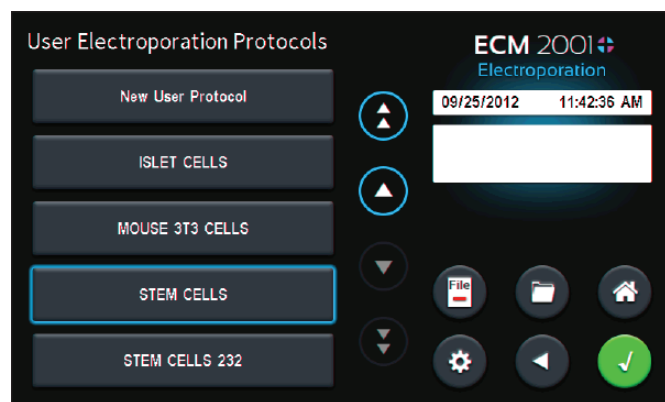 User Electroporation Protocols
New User Protocol
ISLET CELLS
MOUSE 3T3 CELLS
STEM CELLS
STEM CELLS 232
ECM 2001+
Electroporation
09/25/2012 11:42:36 AM
File